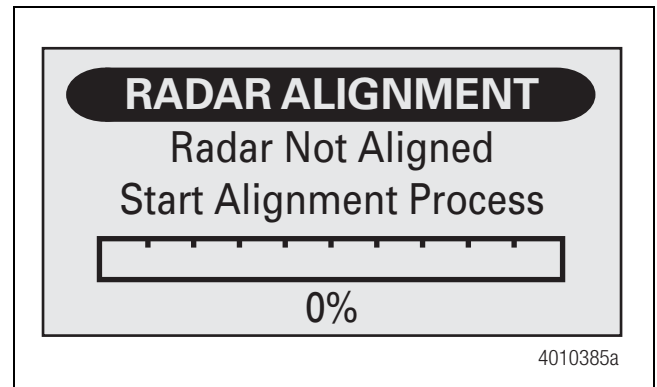 RADAR ALIGNMENT
Radar Not Aligned
Start Alignment Process
0%
4010385a